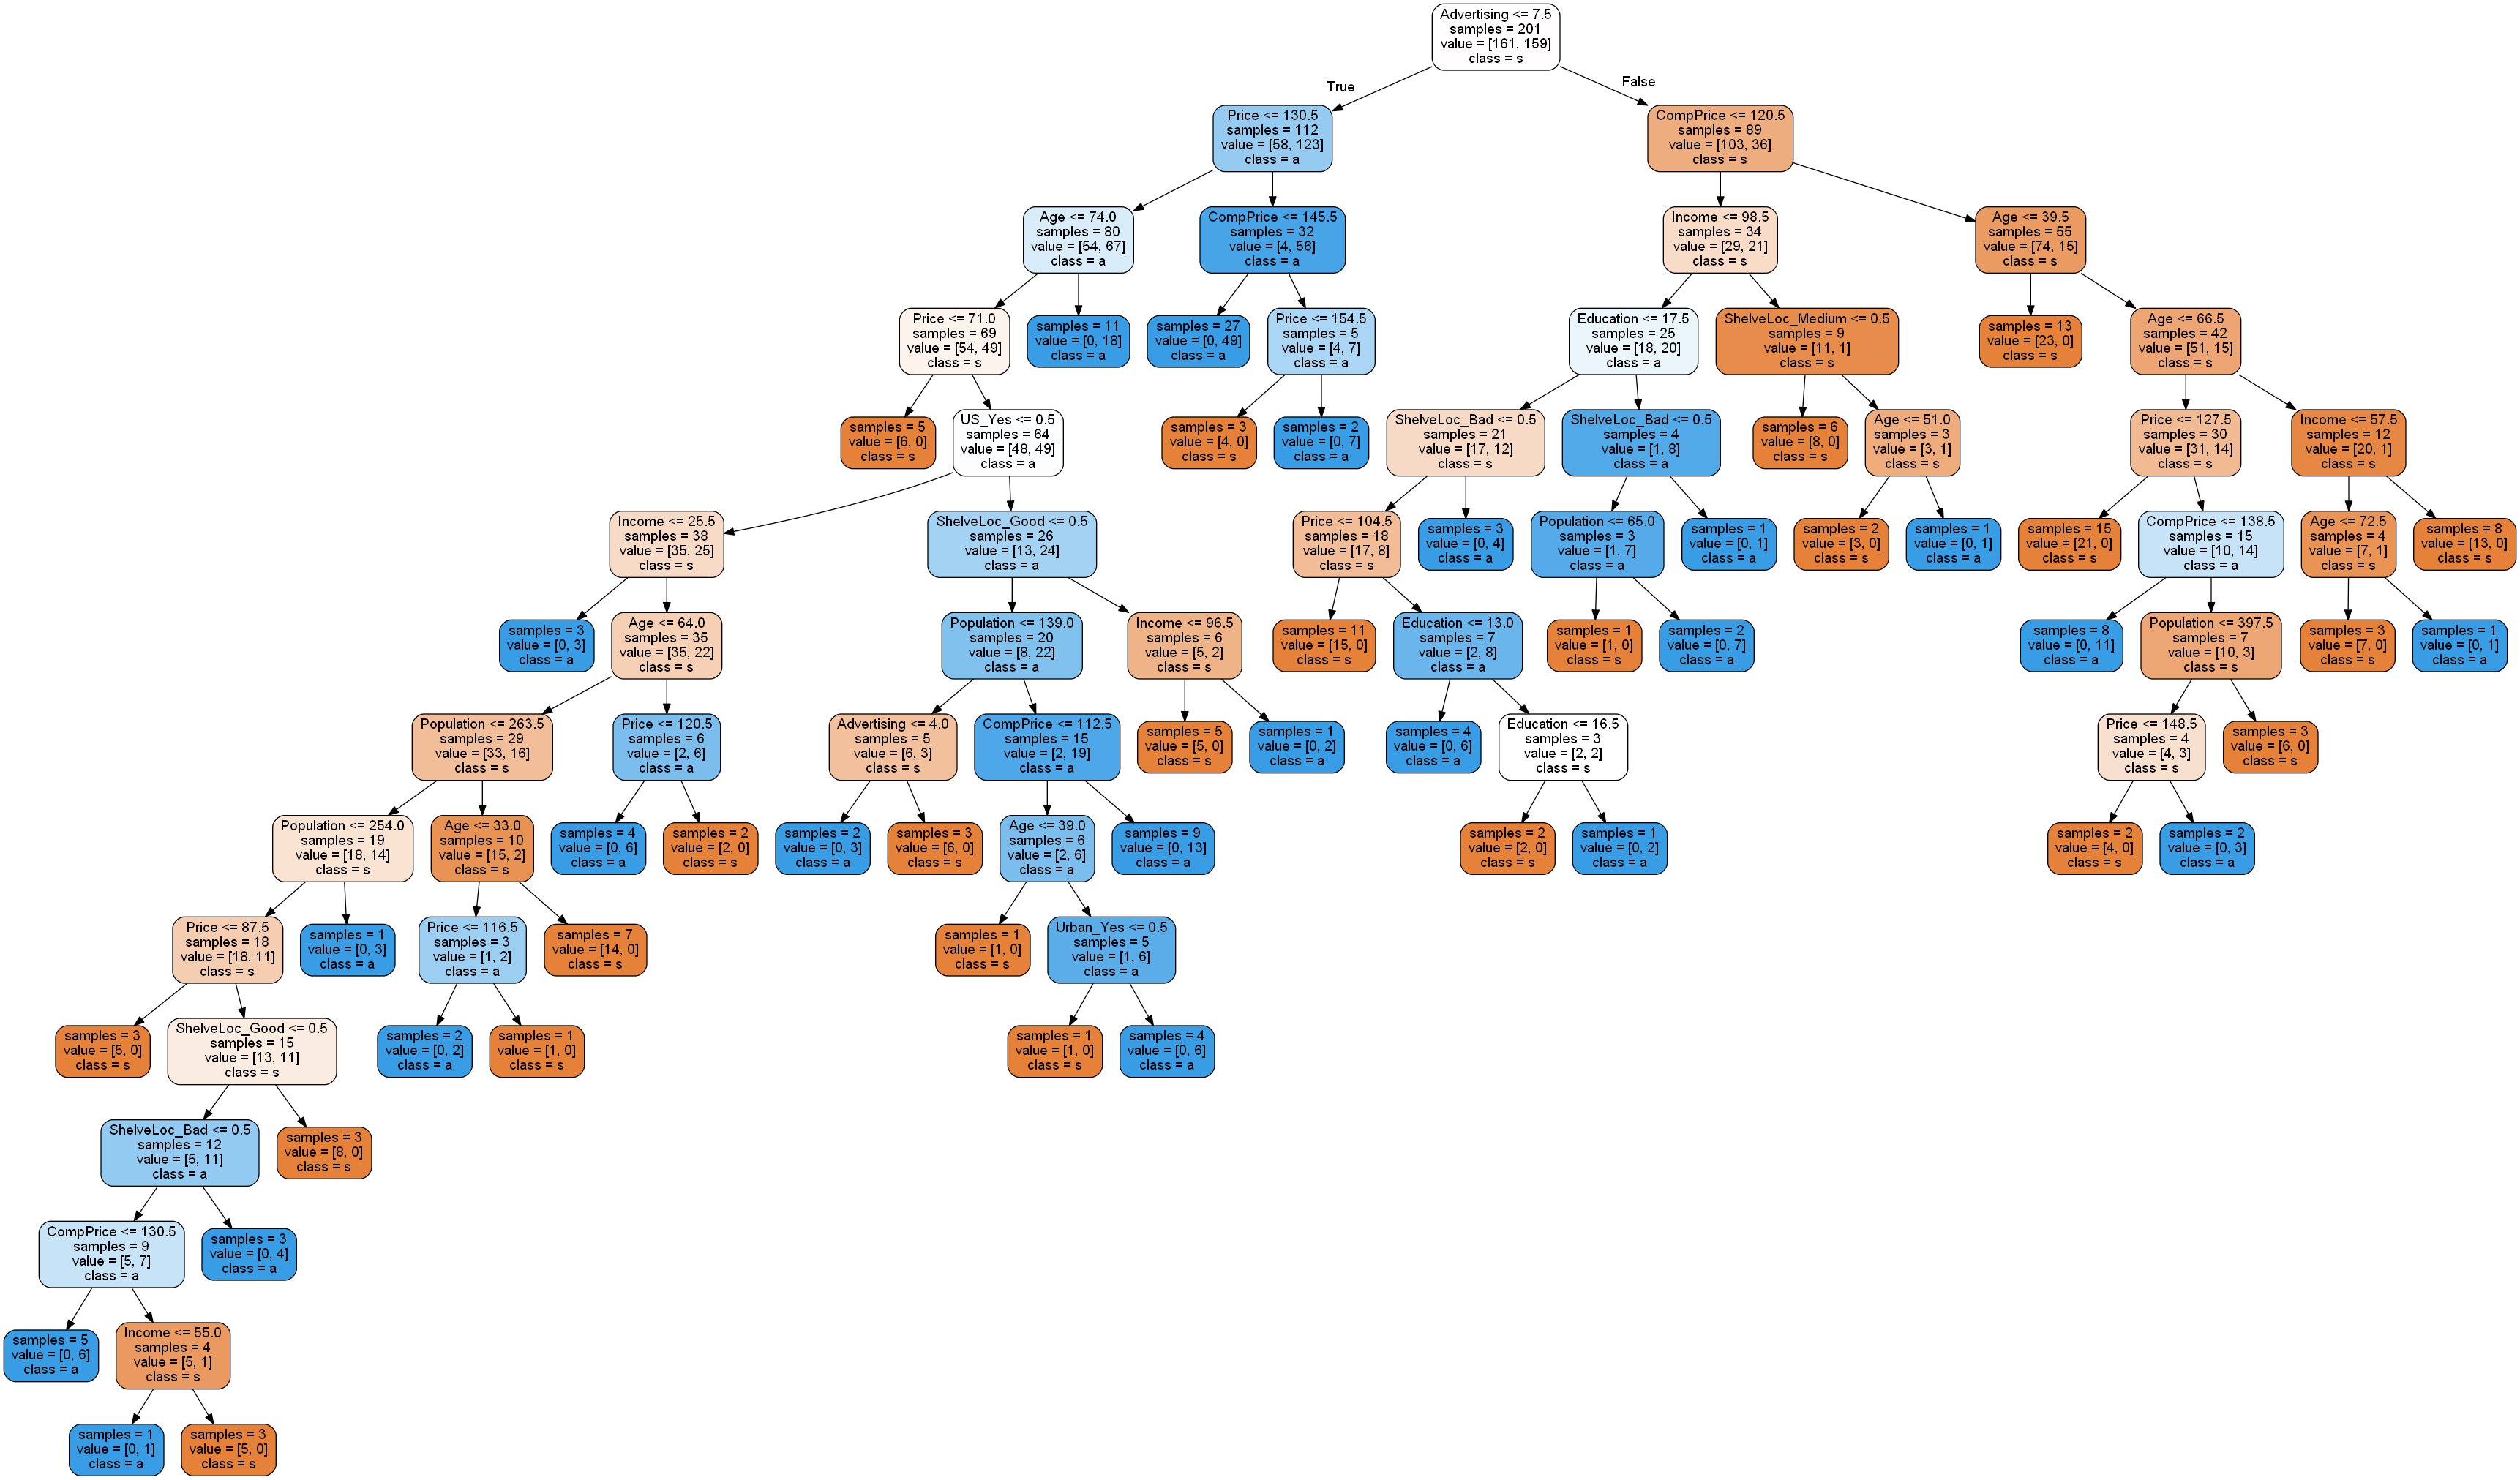 Advertising <= 7.5
samples = 201
value = [161, 159]
class = s
True
False
Price <= 130.5
samples = 112
value = [58, 123]
class = a
CompPrice <= 120.5
samples = 89
value = [103, 36]
class = s
Age <= 74.0
samples = 80
value = [54, 67]
class = a
CompPrice <= 145.5
samples = 32
value = [4, 56]
class = a
Income <= 98.5
samples = 34
value = [29, 21]
class = s
Age <= 39.5
samples = 55
value = [74, 15]
class = s
Price <= 71.0
samples = 69
value = [54, 49]
class = s
samples = 11
value = [0, 18]
class = a
samples = 27
value = [0, 49]
class = a
Price <= 154.5
samples = 5
value = [4, 7]
class = a
Education <= 17.5
samples = 25
value = [18, 20]
class = a
ShelveLoc_Medium <= 0.5
samples = 9
value = [11, 1]
class = s
samples = 13
value = [23, 0]
class = s
Age <= 66.5
samples = 42
value = [51, 15]
class = s
samples = 5
value = [6, 0]
class = s
US_Yes <= 0.5
samples = 64
value = [48, 49]
class = a
samples = 3
value = [4, 0]
class = s
samples = 2
value = [0, 7]
class = a
ShelveLoc_Bad <= 0.5
samples = 21
value = [17, 12]
class = s
ShelveLoc_Bad <= 0.5
samples = 4
value = [1, 8]
class = a
samples = 6
value = [8, 0]
class = s
Age <= 51.0
samples = 3
value = [3, 1]
class = s
Price <= 127.5
samples = 30
value = [31, 14]
class = s
Income <= 57.5
samples = 12
value = [20, 1]
class = s
Income <= 25.5
samples = 38
value = [35, 25]
class = s
ShelveLoc_Good <= 0.5
samples = 26
value = [13, 24]
class = a
Price <= 104.5
samples = 18
value = [17, 8]
class = s
samples = 3
value = [0, 4]
class = a
Population <= 65.0
samples = 3
value = [1, 7]
class = a
samples = 1
value = [0, 1]
class = a
samples = 2
value = [3, 0]
class = s
samples = 1
value = [0, 1]
class = a
samples = 15
value = [21, 0]
class = s
CompPrice <= 138.5
samples = 15
value = [10, 14]
class = a
Age <= 72.5
samples = 4
value = [7, 1]
class = s
samples = 8
value = [13, 0]
class = s
samples = 3
value = [0, 3]
class = a
Age <= 64.0
samples = 35
value = [35, 22]
class = s
Population <= 139.0
samples = 20
value = [8, 22]
class = a
Income <= 96.5
samples = 6
value = [5, 2]
class = s
samples = 11
value = [15, 0]
class = s
Education <= 13.0
samples = 7
value = [2, 8]
class = a
samples = 1
value = [1, 0]
class = s
samples = 2
value = [0, 7]
class = a
samples = 8
value = [0, 11]
class = a
Population <= 397.5
samples = 7
value = [10, 3]
class = s
samples = 3
value = [7, 0]
class = s
samples = 1
value = [0, 1]
class = a
Population <= 263.5
samples = 29
value = [33, 16]
class = s
Price <= 120.5
samples = 6
value = [2, 6]
class = a
Advertising <= 4.0
samples = 5
value = [6, 3]
class = s
CompPrice <= 112.5
samples = 15
value = [2, 19]
class = a
samples = 5
value = [5, 0]
class = s
samples = 1
value = [0, 2]
class = a
samples = 4
value = [0, 6]
class = a
Education <= 16.5
samples = 3
value = [2, 2]
class = s
Price <= 148.5
samples = 4
value = [4, 3]
class = s
samples = 3
value = [6, 0]
class = s
Population <= 254.0
samples = 19
value = [18, 14]
class = s
Age <= 33.0
samples = 10
value = [15, 2]
class = s
samples = 4
value = [0, 6]
class = a
samples = 2
value = [2, 0]
class = s
samples = 2
value = [0, 3]
class = a
samples = 3
value = [6, 0]
class = s
Age <= 39.0
samples = 6
value = [2, 6]
class = a
samples = 9
value = [0, 13]
class = a
samples = 2
value = [2, 0]
class = s
samples = 1
value = [0, 2]
class = a
samples = 2
value = [4, 0]
class = s
samples = 2
value = [0, 3]
class = a
Price <= 87.5
samples = 18
value = [18, 11]
class = s
samples = 1
value = [0, 3]
class = a
Price <= 116.5
samples = 3
value = [1, 2]
class = a
samples = 7
value = [14, 0]
class = s
samples = 1
value = [1, 0]
class = s
Urban_Yes <= 0.5
samples = 5
value = [1, 6]
class = a
samples = 3
value = [5, 0]
class = s
ShelveLoc_Good <= 0.5
samples = 15
value = [13, 11]
class = s
samples = 2
value = [0, 2]
class = a
samples = 1
value = [1, 0]
class = s
samples = 1
value = [1, 0]
class = s
samples = 4
value = [0, 6]
class = a
ShelveLoc_Bad <= 0.5
samples = 12
value = [5, 11]
class = a
samples = 3
value = [8, 0]
class = s
CompPrice <= 130.5
samples = 9
value = [5, 7]
class = a
samples = 3
value = [0, 4]
class = a
samples = 5
value = [0, 6]
class = a
Income <= 55.0
samples = 4
value = [5, 1]
class = s
samples = 1
value = [0, 1]
class = a
samples = 3
value = [5, 0]
class = s